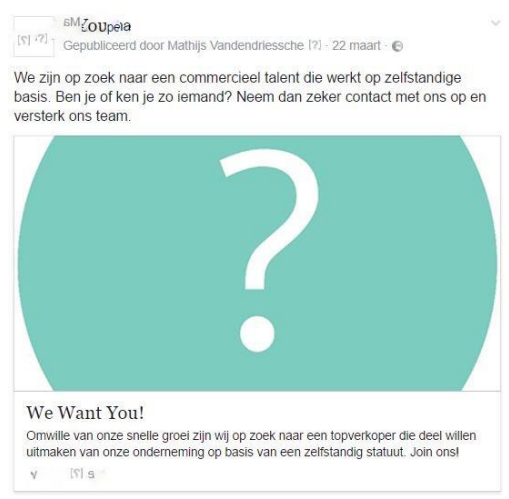 Gepubliceerd door Mathijs Vandendriessche [?] · 22 maart ·
We zijn op zoek naar een commercieel talent die werkt op zelfstandige
basis. Ben je of ken je zo iemand? Neem dan zeker contact met ons op en
versterk ons team.
?
We Want You!
Omwille van onze snelle groei zijn wij op zoek naar een topverkoper die deel willen
uitmaken van onze onderneming op basis van een zelfstandig statuut. Join ons!